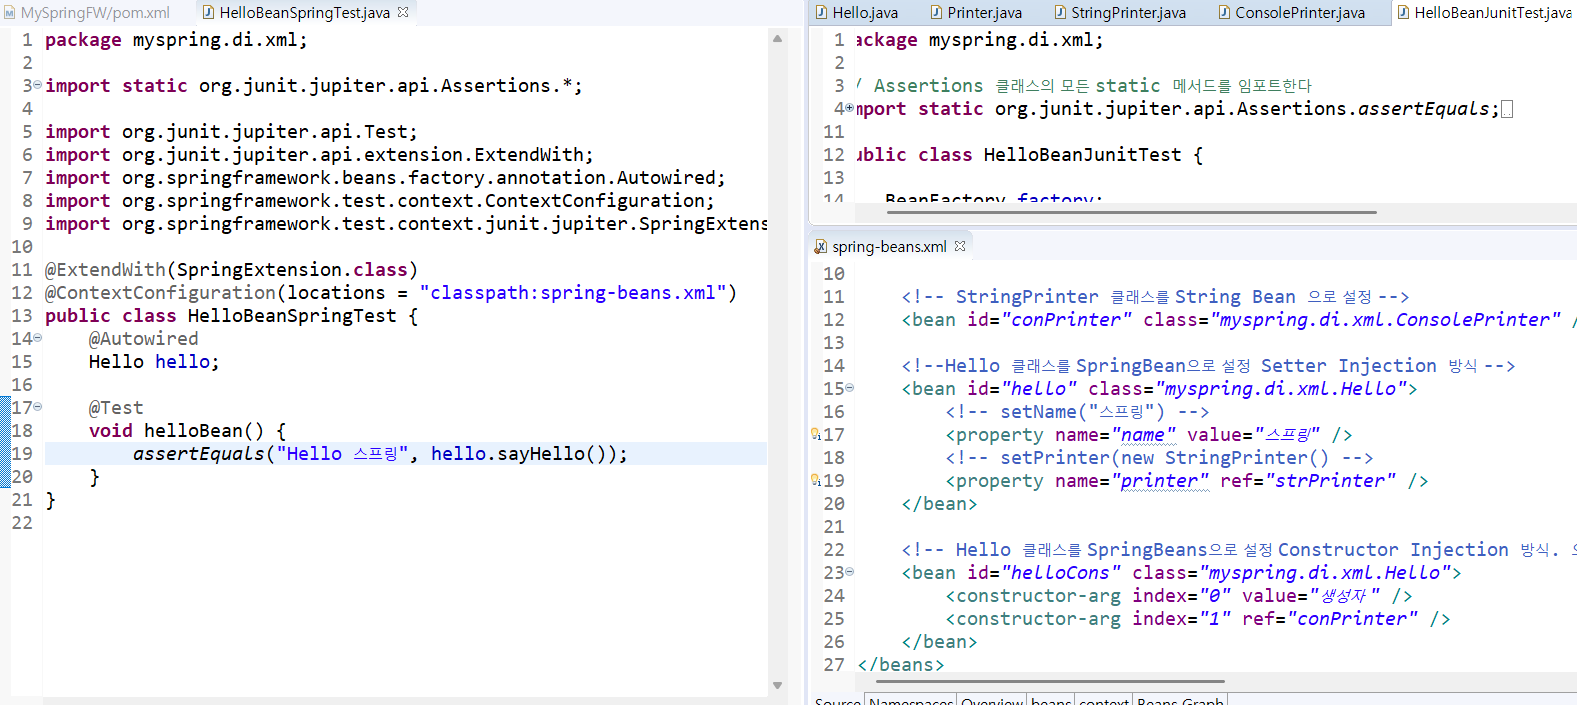 MySpringFW/pom.xml
HelloBeanSpringTest.java
1 package myspring.di.xml;
2
3 import static org.junit.jupiter.api.Assertions.*;
4
5 import org.junit.jupiter.api.Test;
6 import org.junit.jupiter.api.extension.ExtendWith;
7 import org.springframework.beans.factory.annotation.Autowired;
8 import org.springframework.test.context.ContextConfiguration;
9 import org.springframework.test.context.junit.jupiter.SpringExtens
10
11 @ExtendWith(SpringExtension.class)
12 @ContextConfiguration(locations = "classpath:spring-beans.xml")
13 public class HelloBeanSpringTest {
14 @Autowired
15 Hello hello;
16
17 @Test
18 void helloBean() {
19 assertEquals("Hello 스프링", hello.sayHello());
20 }
21 }
22
Hello.java
Printer.java
StringPrinter.java
ConsolePrinter.java
HelloBeanJunitTest.java
1 ackage myspring.di.xml;
2
3 / Assertions 클래스의 모든 static 메서드를 임포트한다
4 mport static org.junit.jupiter.api.Assertions.assertEquals;
11
12 ublic class HelloBeanJunitTest {
13
14 BeanFactory factory;
spring-beans.xml
10
11 <!-- StringPrinter 클래스를 String Bean 으로 설정 -->
12 <bean id="conPrinter" class="myspring.di.xml.ConsolePrinter" /
13
14 <!--Hello 클래스를 SpringBean으로 설정 Setter Injection 방식 -->
15 <bean id="hello" class="myspring.di.xml.Hello">
16 <!-- setName("스프링") -->
17 <property name="name" value="스프링" />
18 <!-- setPrinter(new StringPrinter() -->
19 <property name="printer" ref="strPrinter" />
20 </bean>
21
22 <!-- Hello 클래스를 SpringBeans으로 설정 Constructor Injection 방식.
23 <bean id="helloCons" class="myspring.di.xml.Hello">
24 <constructor-arg index="0" value="생성자" />
25 <constructor-arg index="1" ref="conPrinter" />
26 </bean>
27 </beans>
Source Namespaces Overview beans context Beans Graph